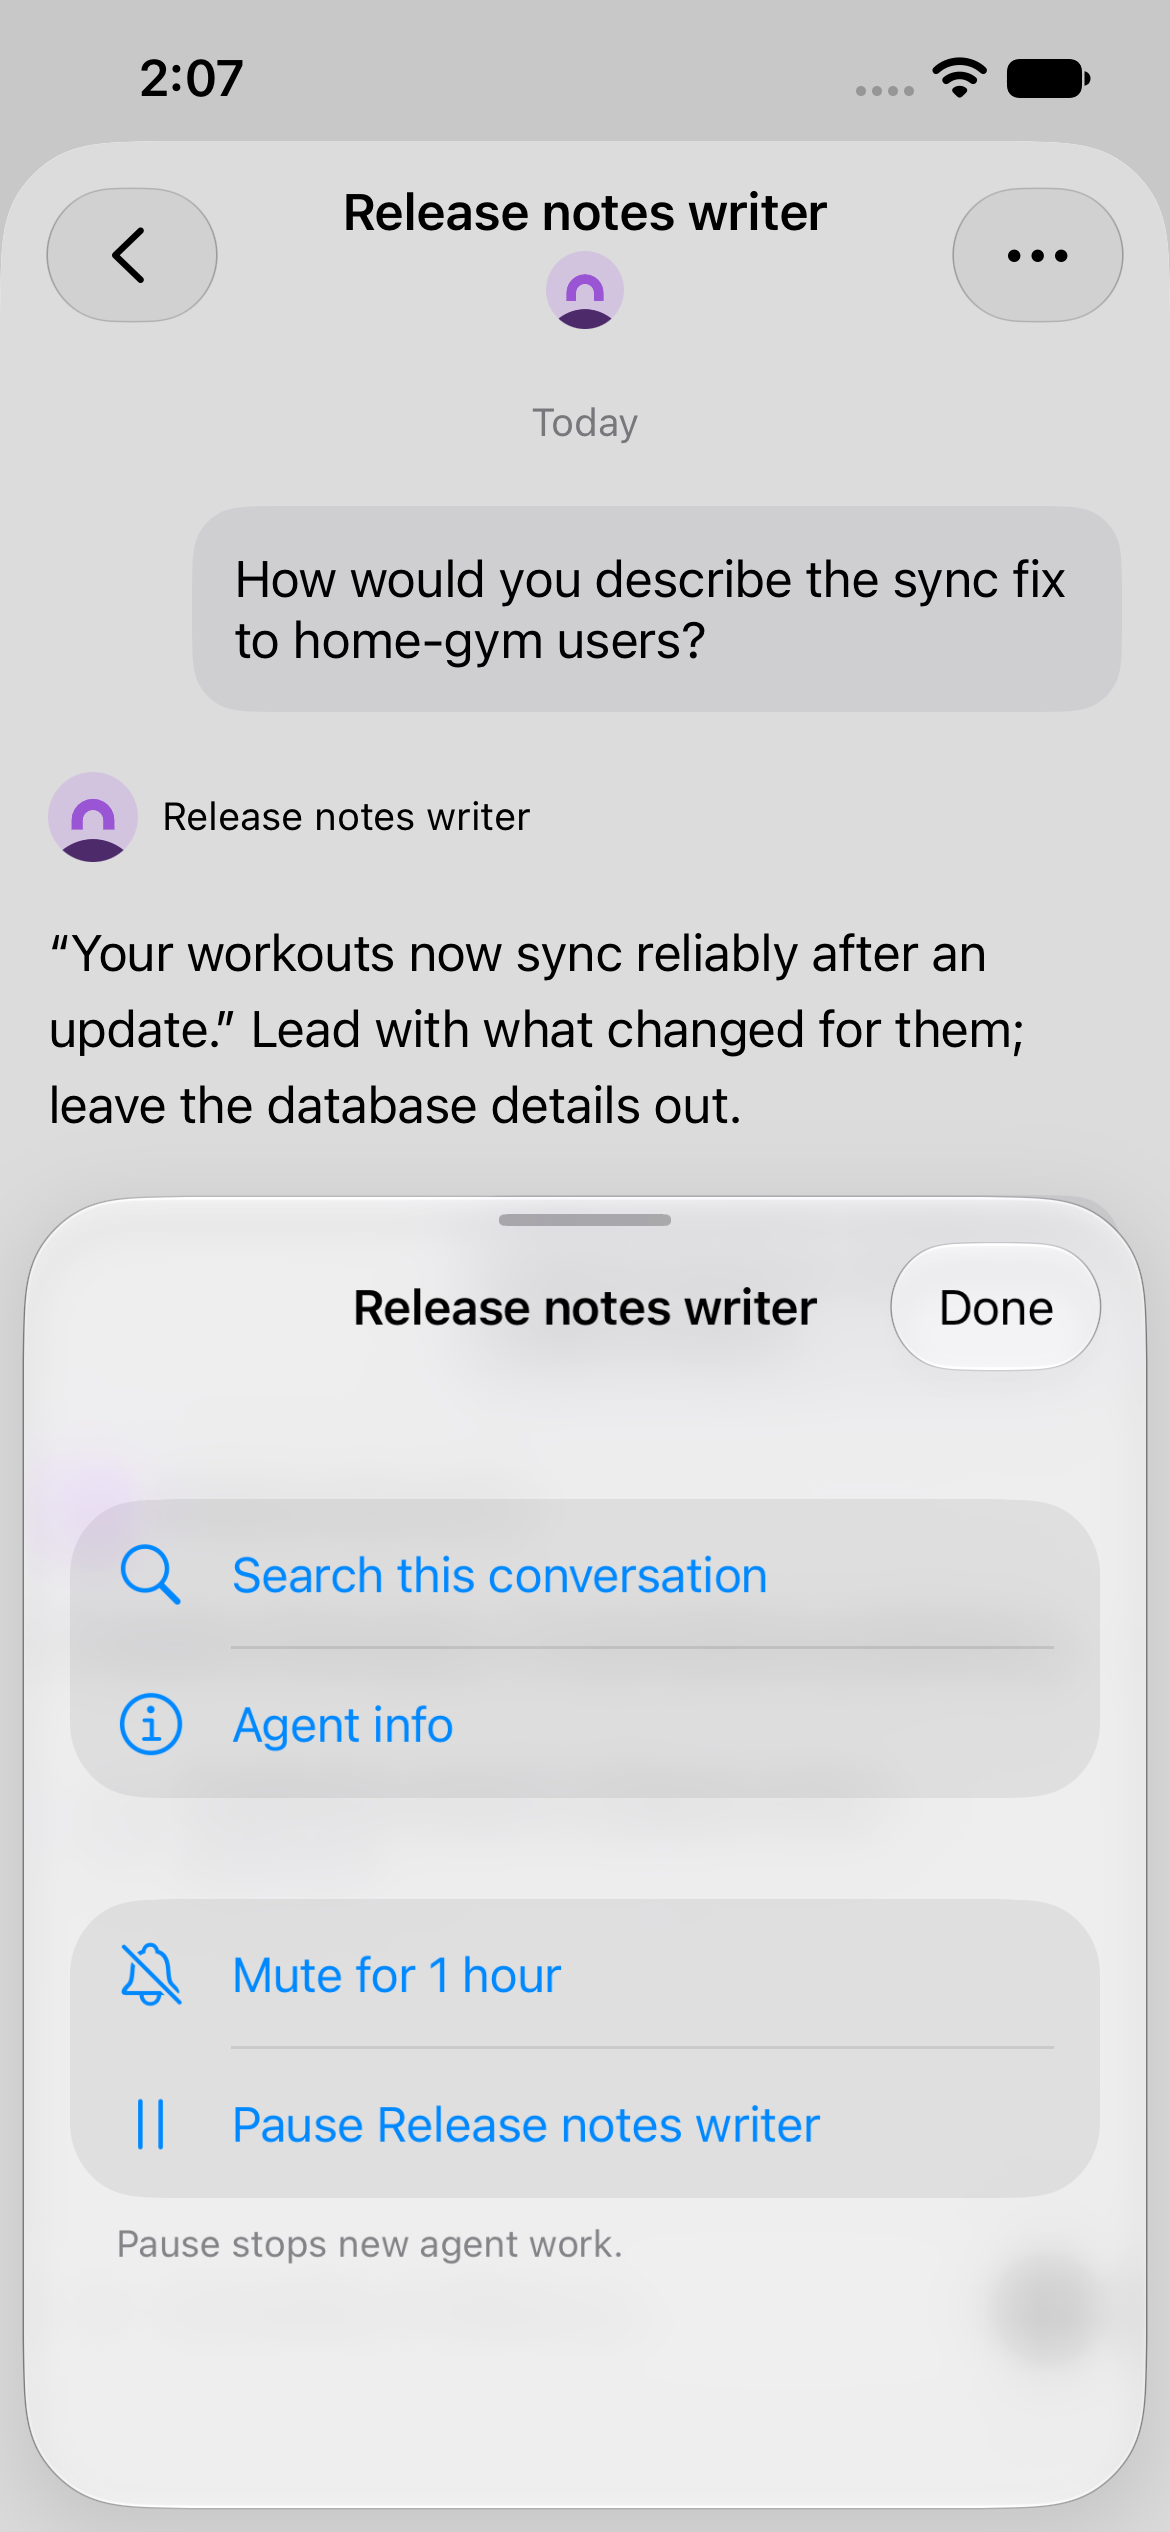 2:07
Release notes writer
Today
How would you describe the sync fix
to home-gym users?
Release notes writer
“Your workouts now sync reliably after an
update.” Lead with what changed for them;
leave the database details out.
Release notes writer
Done
Search this conversation
Agent info
Mute for 1 hour
Pause Release notes writer
Pause stops new agent work.